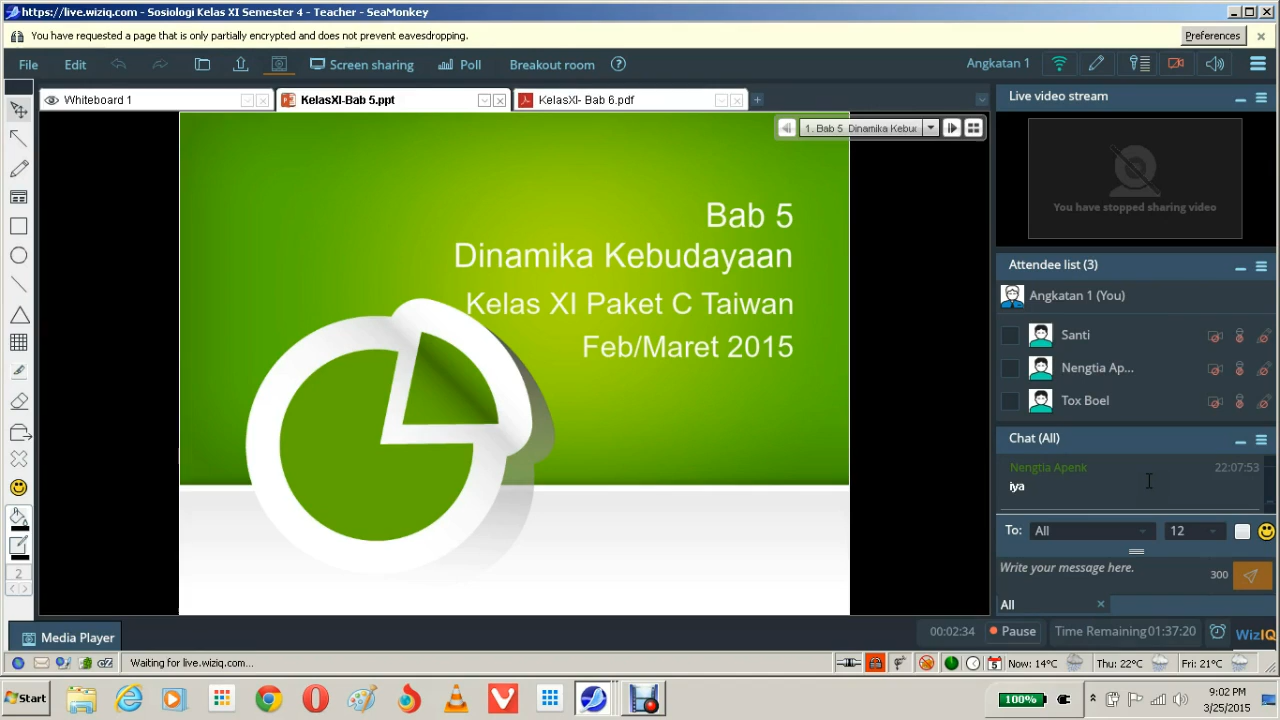 https://live.wiziq.com/ - Sosiologi Kelas XI Semester 4 - Teacher - SeaMonkey
You have requested a page that is only partially encrypted and does not prevent eavesdropping.
Preferences
File
Edit
Screen sharing
Poll
Breakout room
Angkatan 1
Whiteboard 1
KelasXI-Bab 5.ppt
KelasXI- Bab 6.pdf
1. Bab 5 Dinamika Kebu
Bab 5
Dinamika Kebudayaan
Kelas XI Paket C Taiwan
Feb/Maret 2015
2
Live video stream
You have stopped sharing video
Attendee list (3)
Angkatan 1 (You)
Santi
Nengtia Ap...
Tox Boel
Chat (All)
Nengtia Apenk 22:07:53
iya
To: All 12
Write your message here. 300
All
Media Player
00:02:34 Pause Time Remaining 01:37:20 WizIQ
Waiting for live.wiziq.com...
5 Now: 14°C Thu: 22°C Fri: 21°C
Start
100%
9:02 PM
3/25/2015